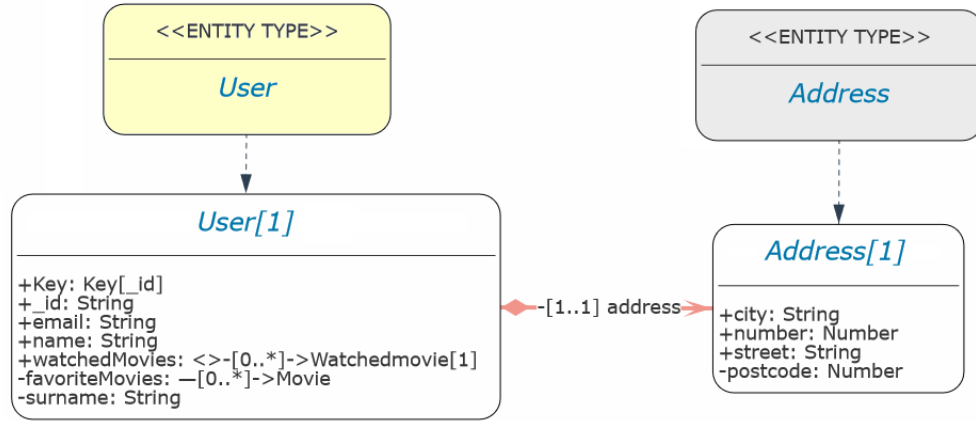 <<ENTITY TYPE>>
User
<<ENTITY TYPE>>
Address
User[1]
+Key: Key[_id]
+_id: String
+email: String
+name: String
+watchedMovies: <>-[0..*]->Watchedmovie[1]
-favoriteMovies: —[0..*]->Movie
-surname: String
-[1..1] address
Address[1]
+city: String
+number: Number
+street: String
-postcode: Number